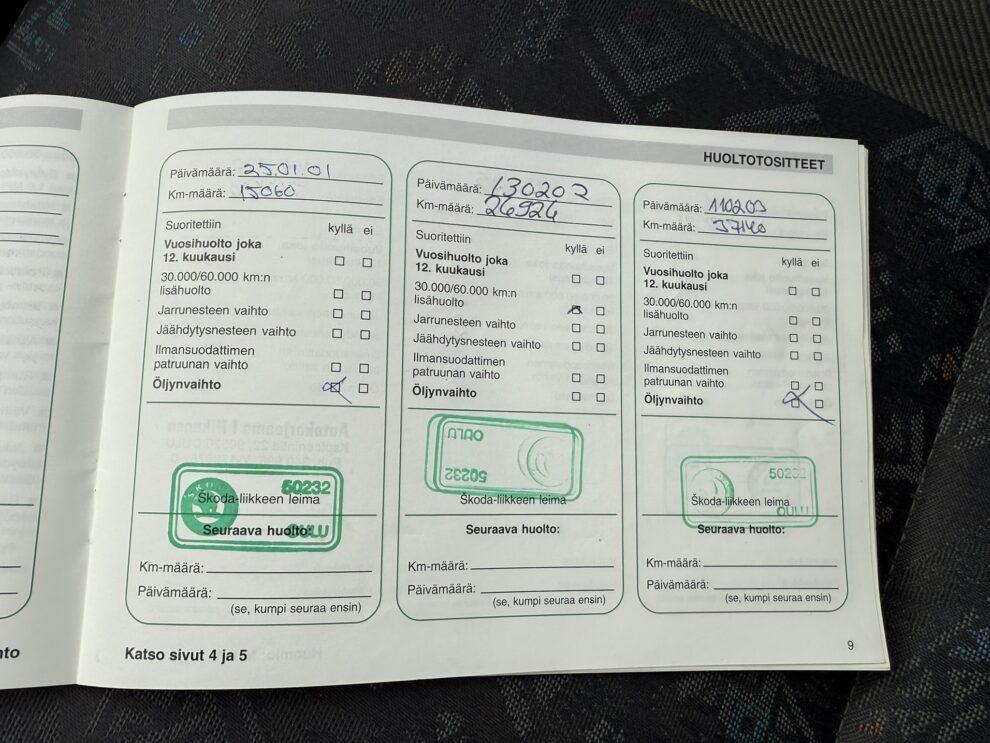 HUOLTOTOSITTEET
Päivämäärä: 25.01.01
Km-määrä: 15060
Suoritettiin kyllä ei
Vuosihuolto joka
12. kuukausi
30.000/60.000 km:n
lisähuolto
Jarrunesteen vaihto
Jäähdytysnesteen vaihto
Ilmansuodattimen
patruunan vaihto
Öljynvaihto
50232
Škoda-liikkeen leima
OULU
Seuraava huolto:
Km-määrä:
Päivämäärä:
(se, kumpi seuraa ensin)
Päivämäärä: 130202
Km-määrä: 26926
Suoritettiin kyllä ei
Vuosihuolto joka
12. kuukausi
30.000/60.000 km:n
lisähuolto
Jarrunesteen vaihto
Jäähdytysnesteen vaihto
Ilmansuodattimen
patruunan vaihto
Öljynvaihto
OULU
50232
Škoda-liikkeen leima
Seuraava huolto:
Km-määrä:
Päivämäärä:
(se, kumpi seuraa ensin)
Päivämäärä: 110203
Km-määrä: 37140
Suoritettiin kyllä ei
Vuosihuolto joka
12. kuukausi
30.000/60.000 km:n
lisähuolto
Jarrunesteen vaihto
Jäähdytysnesteen vaihto
Ilmansuodattimen
patruunan vaihto
Öljynvaihto
50232
Škoda-liikkeen leima
OULU
Seuraava huolto:
Km-määrä:
Päivämäärä:
(se, kumpi seuraa ensin)
nto
Katso sivut 4 ja 5
9